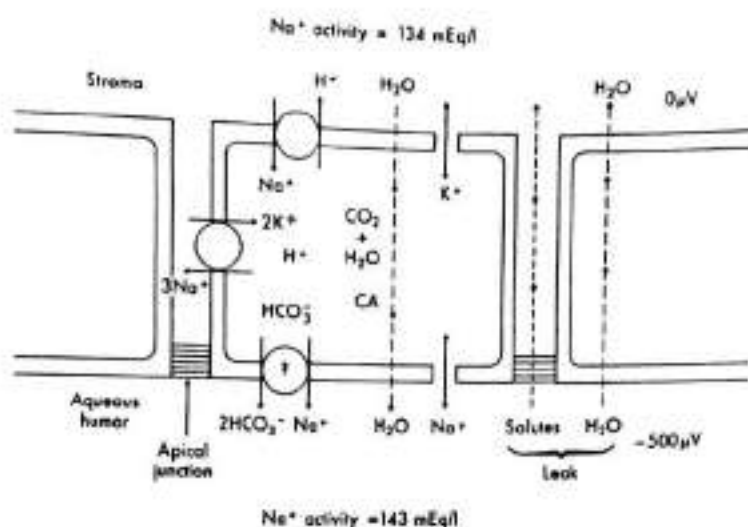 Na⁺ activity = 134 mEq/l
Stroma
H⁺
H₂O
H₂O
0μV
Na⁺
K⁺
2K⁺
CO₂
+
H₂O
H⁺
3Na⁺
HCO₃⁻
CA
Aqueous
humor
2HCO₃⁻ Na⁺
H₂O
Na⁺
Solutes
H₂O
-500μV
Apical
junction
Leak
Na⁺ activity =143 mEq/l